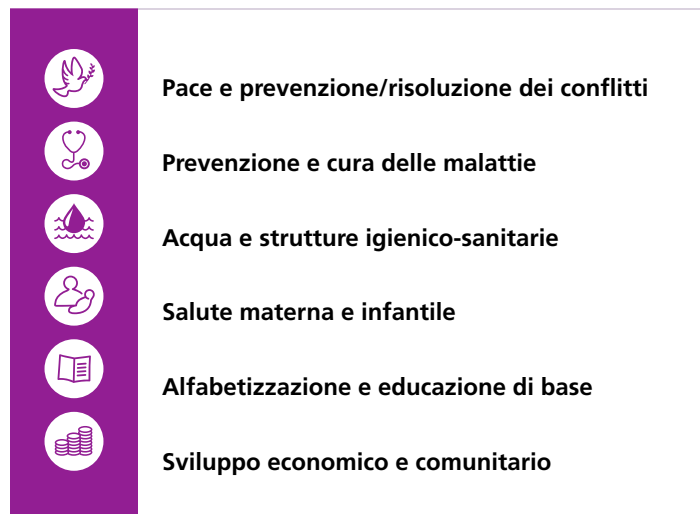 Pace e prevenzione/risoluzione dei conflitti
Prevenzione e cura delle malattie
Acqua e strutture igienico-sanitarie
Salute materna e infantile
Alfabetizzazione e educazione di base
Sviluppo economico e comunitario